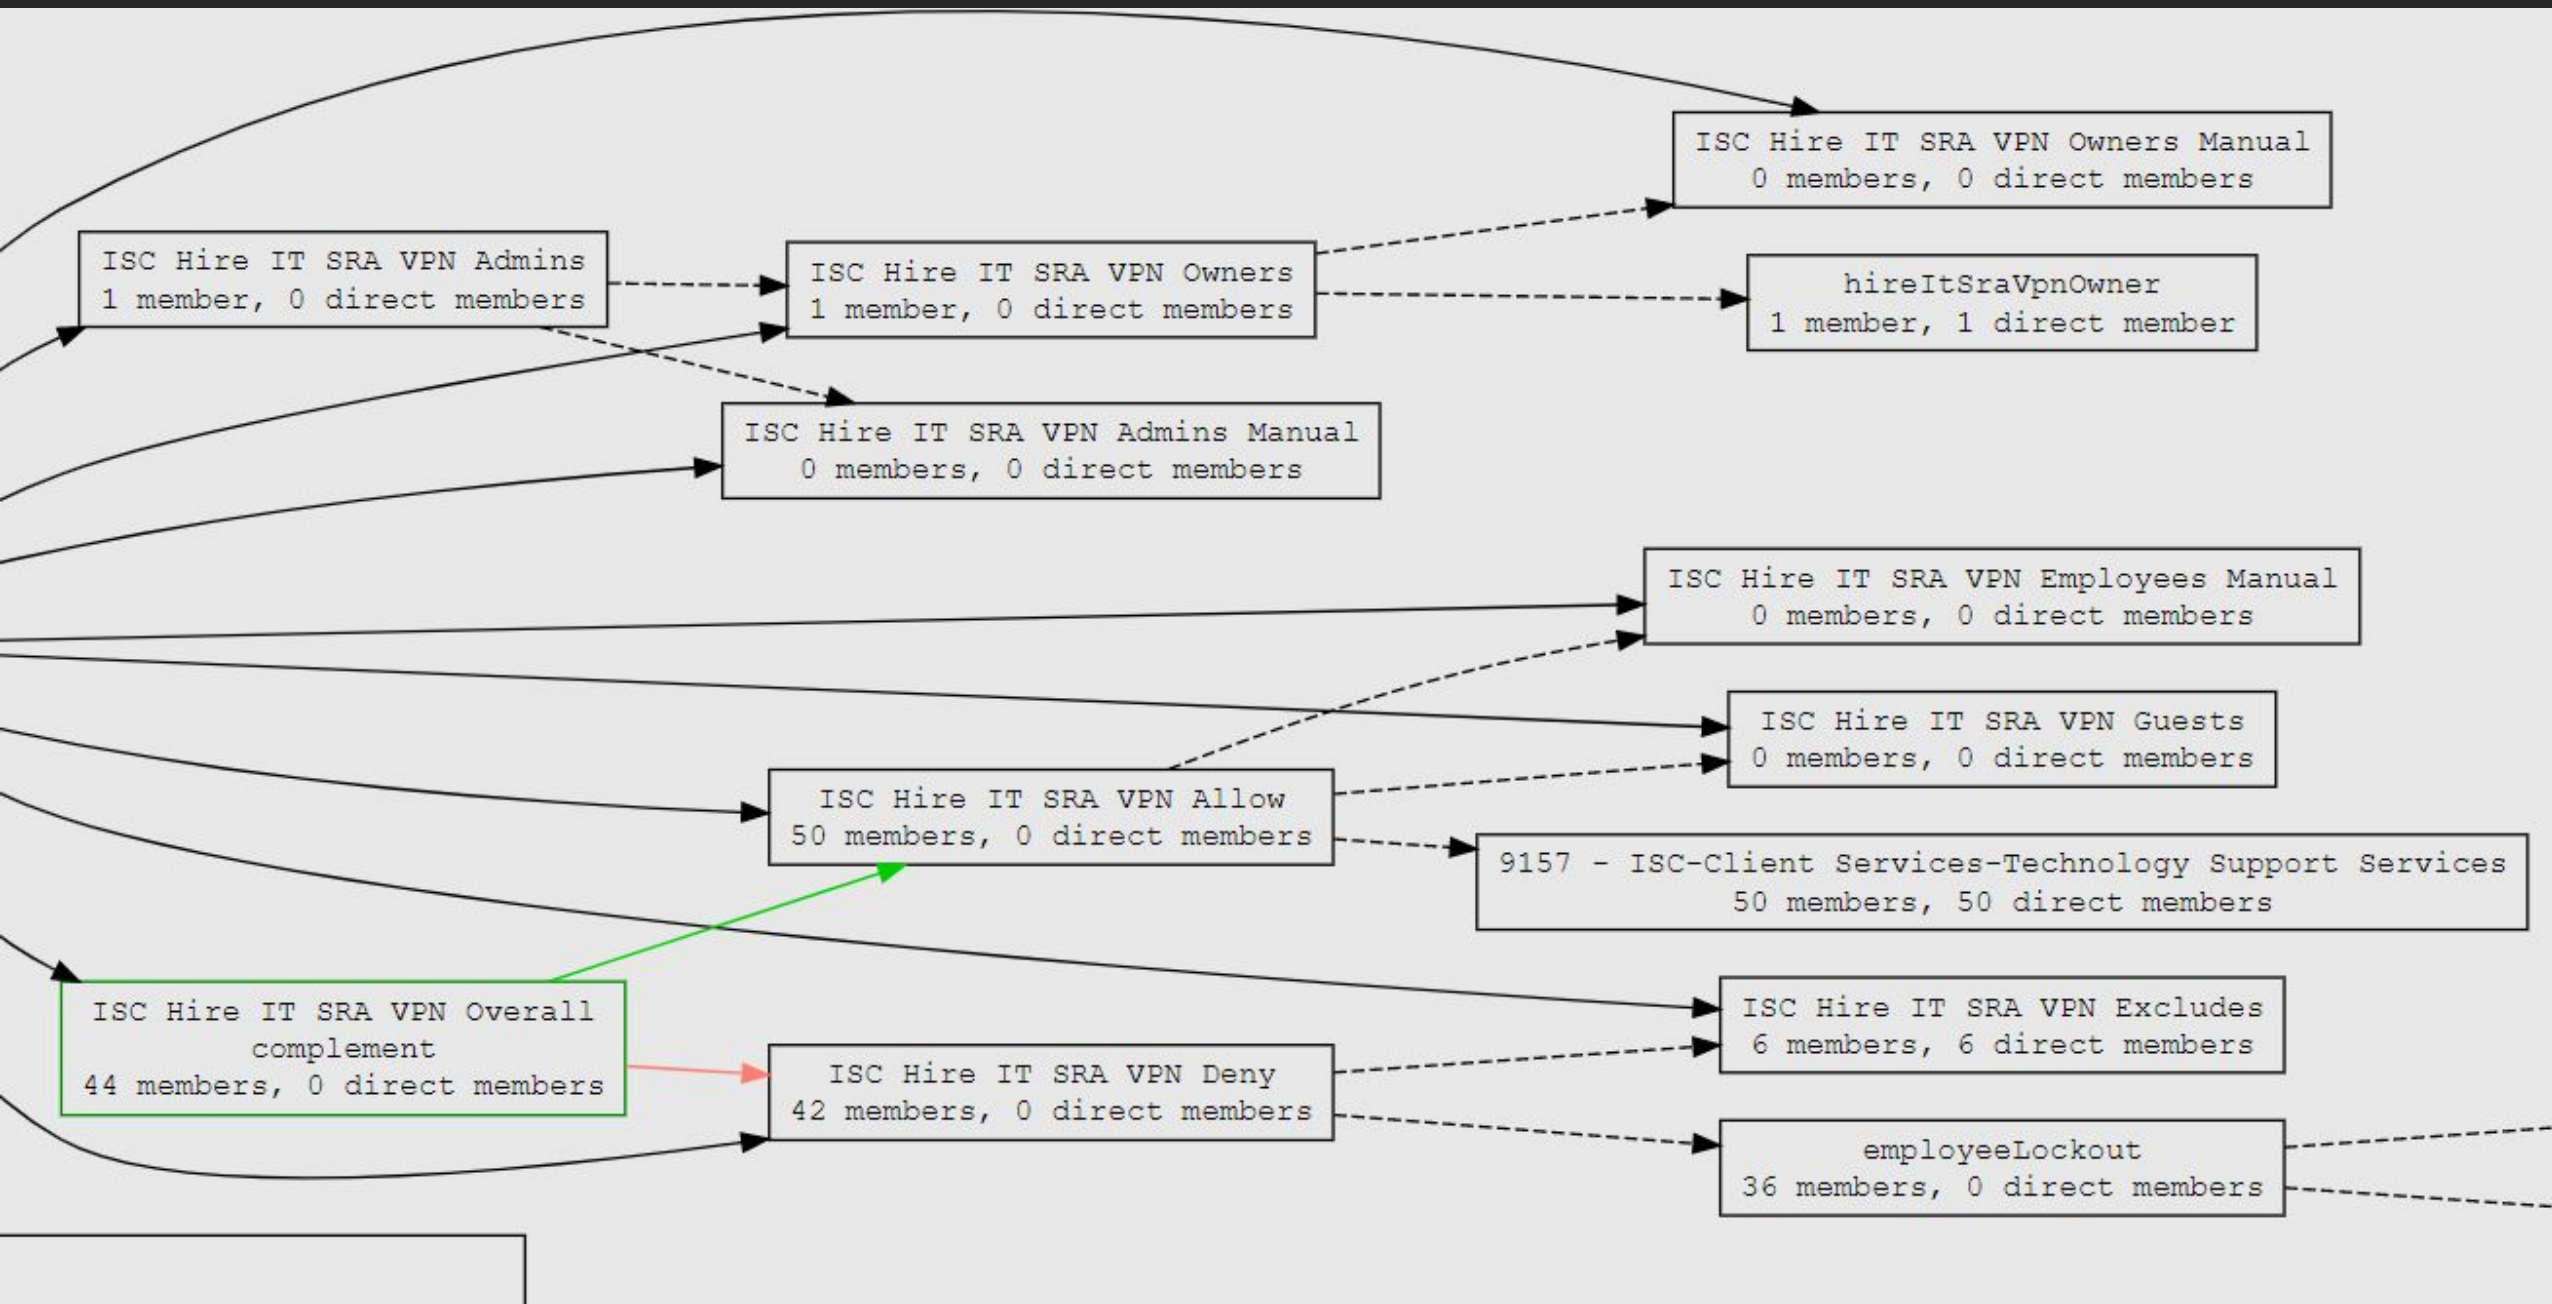 ISC Hire IT SRA VPN Owners Manual
0 members, 0 direct members
ISC Hire IT SRA VPN Admins
1 member, 0 direct members
ISC Hire IT SRA VPN Owners
1 member, 0 direct members
hireItSraVpnOwner
1 member, 1 direct member
ISC Hire IT SRA VPN Admins Manual
0 members, 0 direct members
ISC Hire IT SRA VPN Employees Manual
0 members, 0 direct members
ISC Hire IT SRA VPN Guests
0 members, 0 direct members
ISC Hire IT SRA VPN Allow
50 members, 0 direct members
9157 - ISC-Client Services-Technology Support Services
50 members, 50 direct members
ISC Hire IT SRA VPN Excludes
6 members, 6 direct members
ISC Hire IT SRA VPN Overall
complement
44 members, 0 direct members
ISC Hire IT SRA VPN Deny
42 members, 0 direct members
employeeLockout
36 members, 0 direct members